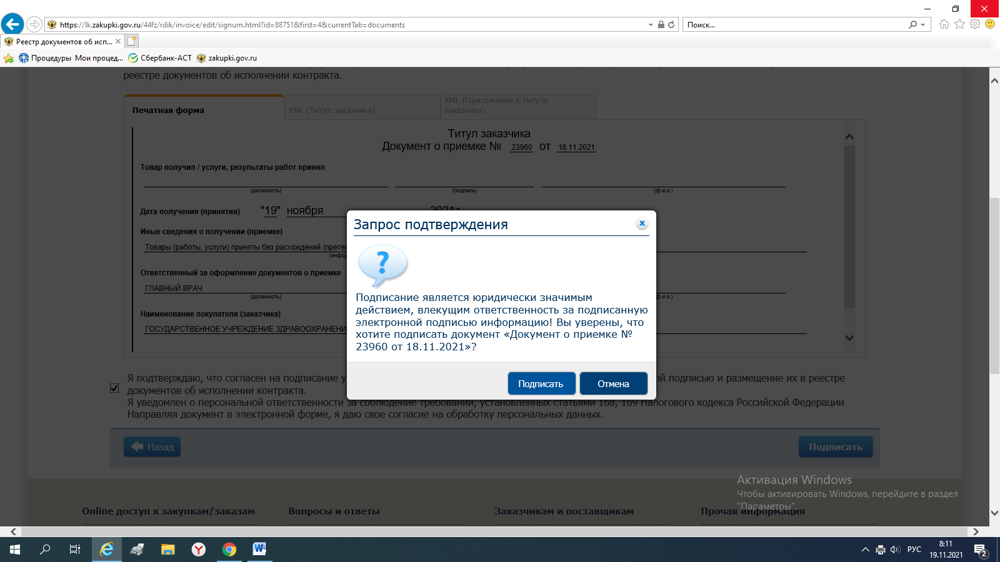 https://lk.zakupki.gov.ru/44fz/rdik/invoice/edit/signum.html?id=88751&first=4&currentTab=documents
Поиск...
Реестр документов об исп...
Процедуры Мои процед... Сбербанк-АСТ zakupki.gov.ru
реестре документов об исполнении контракта.
Печатная форма
XML (Титул заказчика)
XML (Приложение к титулу
заказчика)
Титул заказчика
Документ о приемке № 23960 от 18.11.2021
Товар получил / услуги, результаты работ принял
(должность) (подпись) (ф.и.о.)
Дата получения (принятия) "19" ноября 2021г.
Иные сведения о получении (приемке)
Товары (работы, услуги) приняты без расхождений
Ответственный за оформление документов о приемке
ГЛАВНЫЙ ВРАЧ
(должность) (ф.и.о.)
Наименование покупателя (заказчика)
ГОСУДАРСТВЕННОЕ УЧРЕЖДЕНИЕ
Запрос подтверждения
Подписание является юридически значимым
действием, влекущим ответственность за подписанную
электронной подписью информацию! Вы уверены, что
хотите подписать документ «Документ о приемке №
23960 от 18.11.2021»?
Подписать Отмена
Я подтверждаю, что согласен на подписание подписью и размещение их в реестре
документов об исполнении контракта.
Я уведомлен о персональной ответственности за соблюдение требований, установленных статьями 168, 169 Налогового кодекса Российской Федерации
Направляя документ в электронной форме, я даю свое согласие на обработку персональных данных.
Назад
Подписать
Активация Windows
Чтобы активировать Windows, перейдите в раздел
"Параметры".
Online доступ к закупкам/заказам
Вопросы и ответы
Заказчикам и поставщикам
Прочая информация
РУС
8:11
19.11.2021
2